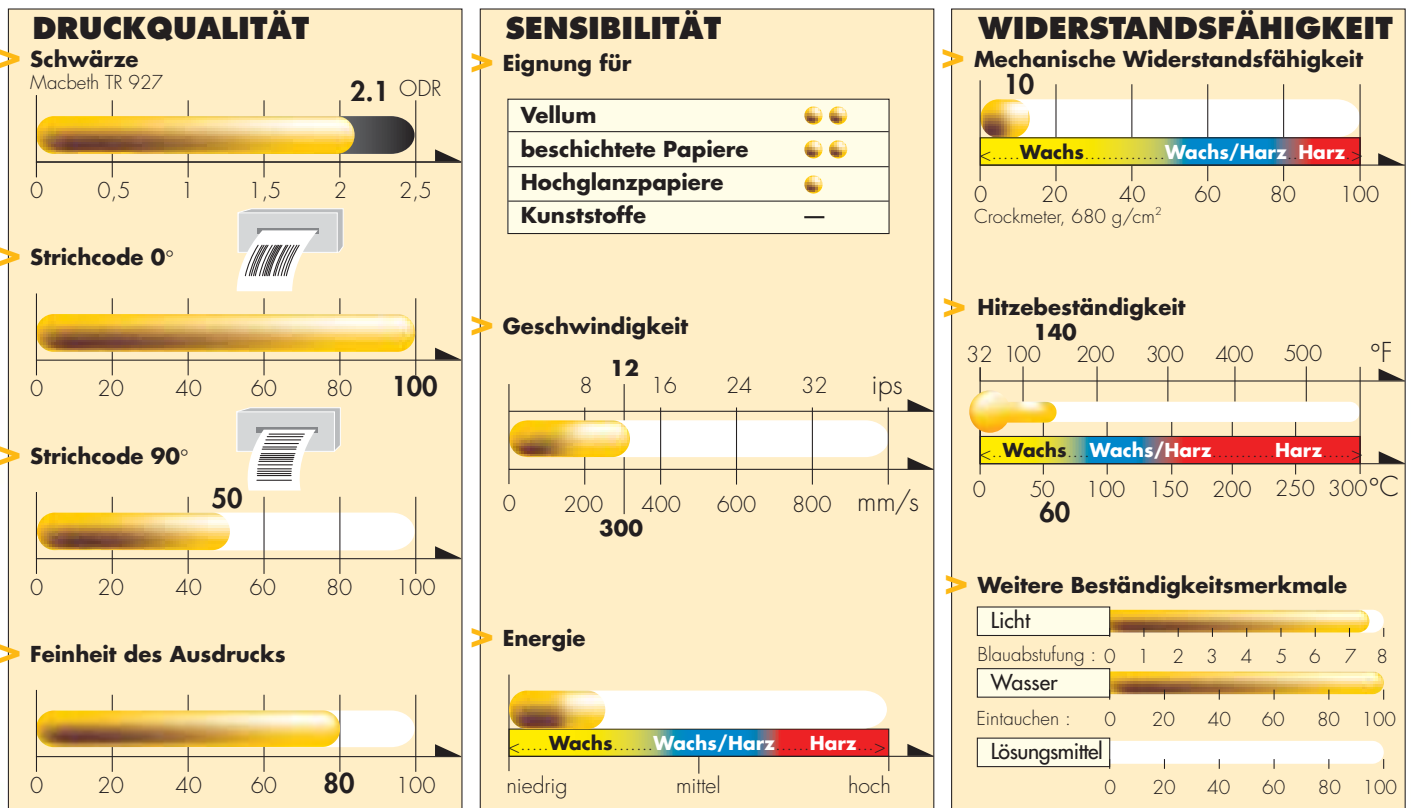 DRUCKQUALITÄT
> Schwärze
Macbeth TR 927
2.1 ODR
0 0,5 1 1,5 2 2,5
> Strichcode 0°
0 20 40 60 80 100
> Strichcode 90°
50
0 20 40 60 80 100
> Feinheit des Ausdrucks
0 20 40 60 80 100
SENSIBILITÄT
> Eignung für
Vellum
beschichtete Papiere
Hochglanzpapiere
Kunststoffe —
> Geschwindigkeit
12
8 16 24 32 ips
0 200 400 600 800 mm/s
300
> Energie
<.....Wachs.......Wachs/Harz.......Harz.....>
niedrig mittel hoch
WIDERSTANDSFÄHIGKEIT
> Mechanische Widerstandsfähigkeit
10
<.....Wachs..........Wachs/Harz..Harz.>
0 20 40 60 80 100
Crockmeter, 680 g/cm²
> Hitzebeständigkeit
140
32 100 200 300 400 500 °F
<..Wachs....Wachs/Harz..........Harz.....>
0 50 100 150 200 250 300°C
60
> Weitere Beständigkeitsmerkmale
Licht
Blauabstufung : 0 1 2 3 4 5 6 7 8
Wasser
Eintauchen : 0 20 40 60 80 100
Lösungsmittel
0 20 40 60 80 100